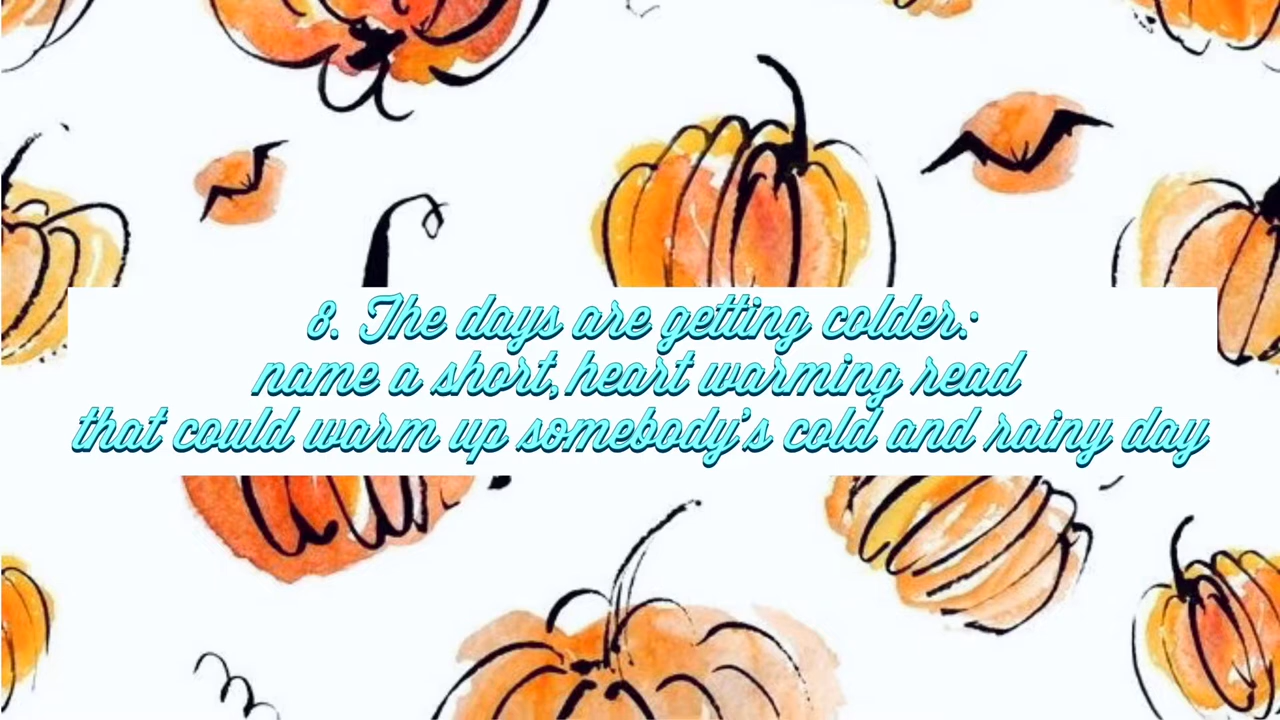 8. The days are getting colder:
name a short, heart warming read
that could warm up somebody's cold and rainy day